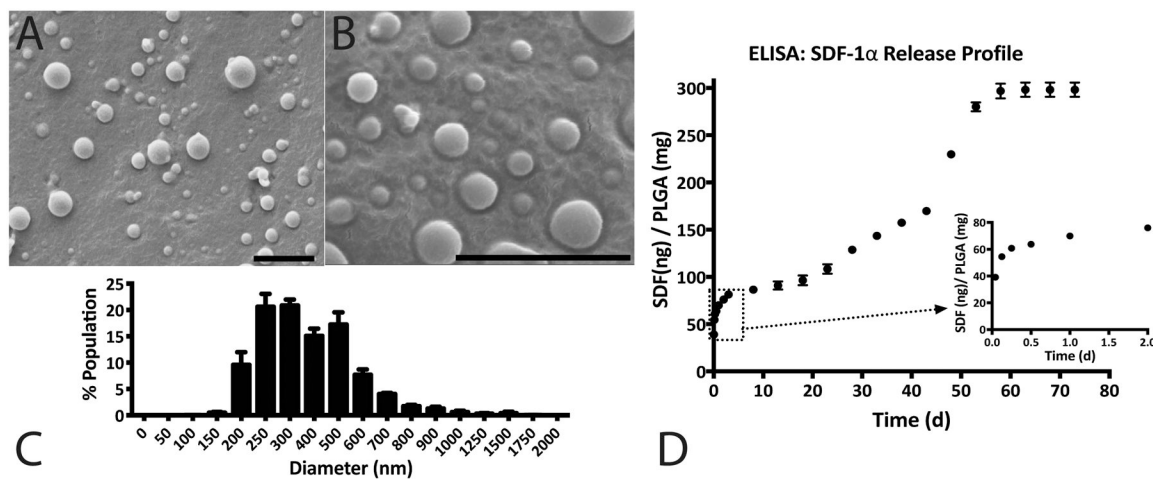 A
B
25
20
15
10
5
0
% Population
0 50 100 150 200 250 300 400 500 600 700 800 900 1000 1250 1500 1750 2000
Diameter (nm)
C
ELISA: SDF-1α Release Profile
300
250
200
150
100
50
0
SDF(ng) / PLGA (mg)
0 10 20 30 40 50 60 70 80
Time (d)
80
60
40
20
0
SDF (ng)/ PLGA (mg)
0.0 0.5 1.0 1.5 2.0
Time (d)
D